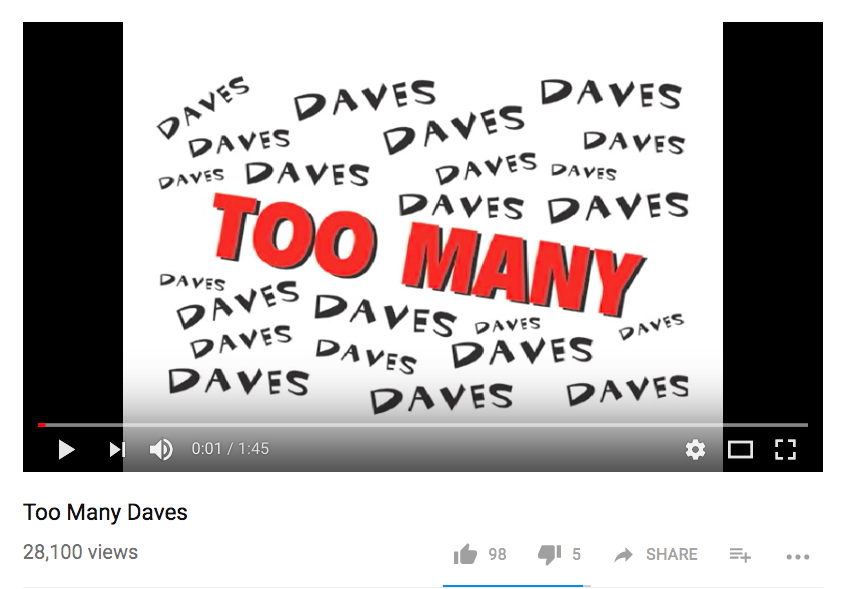 DAVES DAVES DAVES
DAVES DAVES DAVES
DAVES DAVES DAVES DAVES
DAVES DAVES
TOO MANY
DAVES
DAVES DAVES DAVES DAVES
DAVES DAVES DAVES
DAVES DAVES DAVES
0:01 / 1:45
Too Many Daves
28,100 views 98 5 SHARE